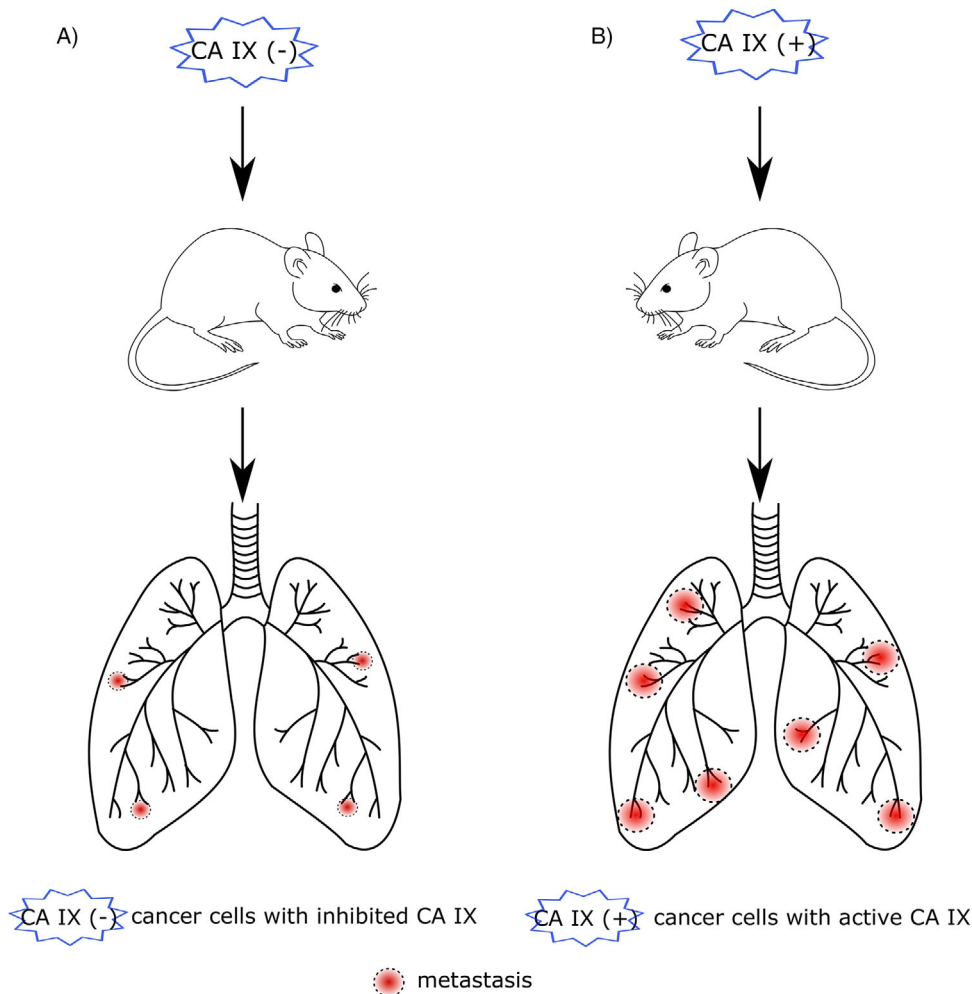 A)
CA IX (-)
B)
CA IX (+)
CA IX (-) cancer cells with inhibited CA IX
CA IX (+) cancer cells with active CA IX
metastasis